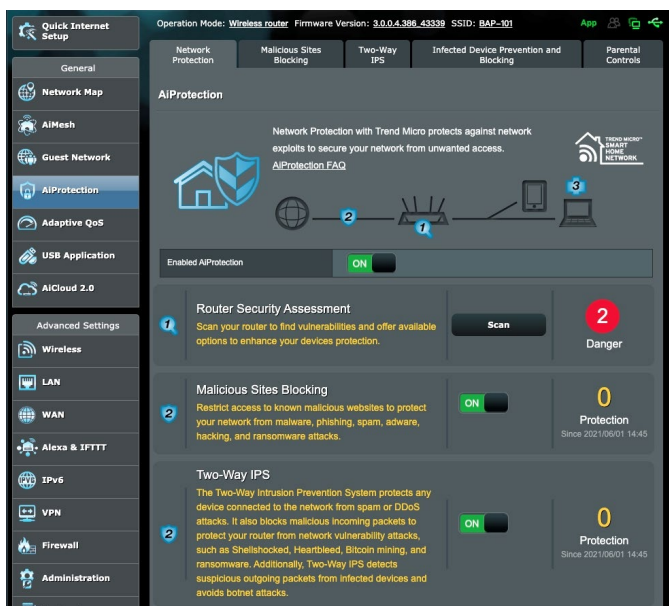 Quick Internet
Setup
Operation Mode: Wireless router Firmware Version: 3.0.0.4.386_43339 SSID: BAP-101
App
General
Network Map
AiMesh
Guest Network
AiProtection
Adaptive QoS
USB Application
AiCloud 2.0
Advanced Settings
Wireless
LAN
WAN
Alexa & IFTTT
IPv6
VPN
Firewall
Administration
Network
Protection
Malicious Sites
Blocking
Two-Way
IPS
Infected Device Prevention and
Blocking
Parental
Controls
AiProtection
Network Protection with Trend Micro protects against network
exploits to secure your network from unwanted access.
AiProtection FAQ
TREND MICRO™
SMART
HOME
NETWORK
2
1
3
Enabled AiProtection
ON
1
Router Security Assessment
Scan your router to find vulnerabilities and offer available
options to enhance your devices protection.
Scan
2
Danger
2
Malicious Sites Blocking
Restrict access to known malicious websites to protect
your network from malware, phishing, spam, adware,
hacking, and ransomware attacks.
ON
0
Protection
Since 2021/06/01 14:45
2
Two-Way IPS
The Two-Way Intrusion Prevention System protects any
device connected to the network from spam or DDoS
attacks. It also blocks malicious incoming packets to
protect your router from network vulnerability attacks,
such as Shellshocked, Heartbleed, Bitcoin mining, and
ransomware. Additionally, Two-Way IPS detects
suspicious outgoing packets from infected devices and
avoids botnet attacks.
ON
0
Protection
Since 2021/06/01 14:45